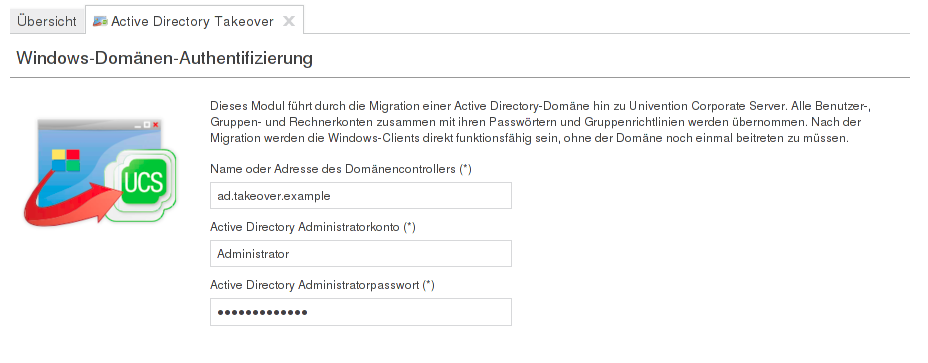 Übersicht
Active Directory Takeover
Windows-Domänen-Authentifizierung
Dieses Modul führt durch die Migration einer Active Directory-Domäne hin zu Univention Corporate Server. Alle Benutzer-,
Gruppen- und Rechnerkonten zusammen mit ihren Passwörtern und Gruppenrichtlinien werden übernommen. Nach der
Migration werden die Windows-Clients direkt funktionsfähig sein, ohne der Domäne noch einmal beitreten zu müssen.
UCS
Name oder Adresse des Domänencontrollers (*)
ad.takeover.example
Active Directory Administratorkonto (*)
Administrator
Active Directory Administratorpasswort (*)
•••••••••••••